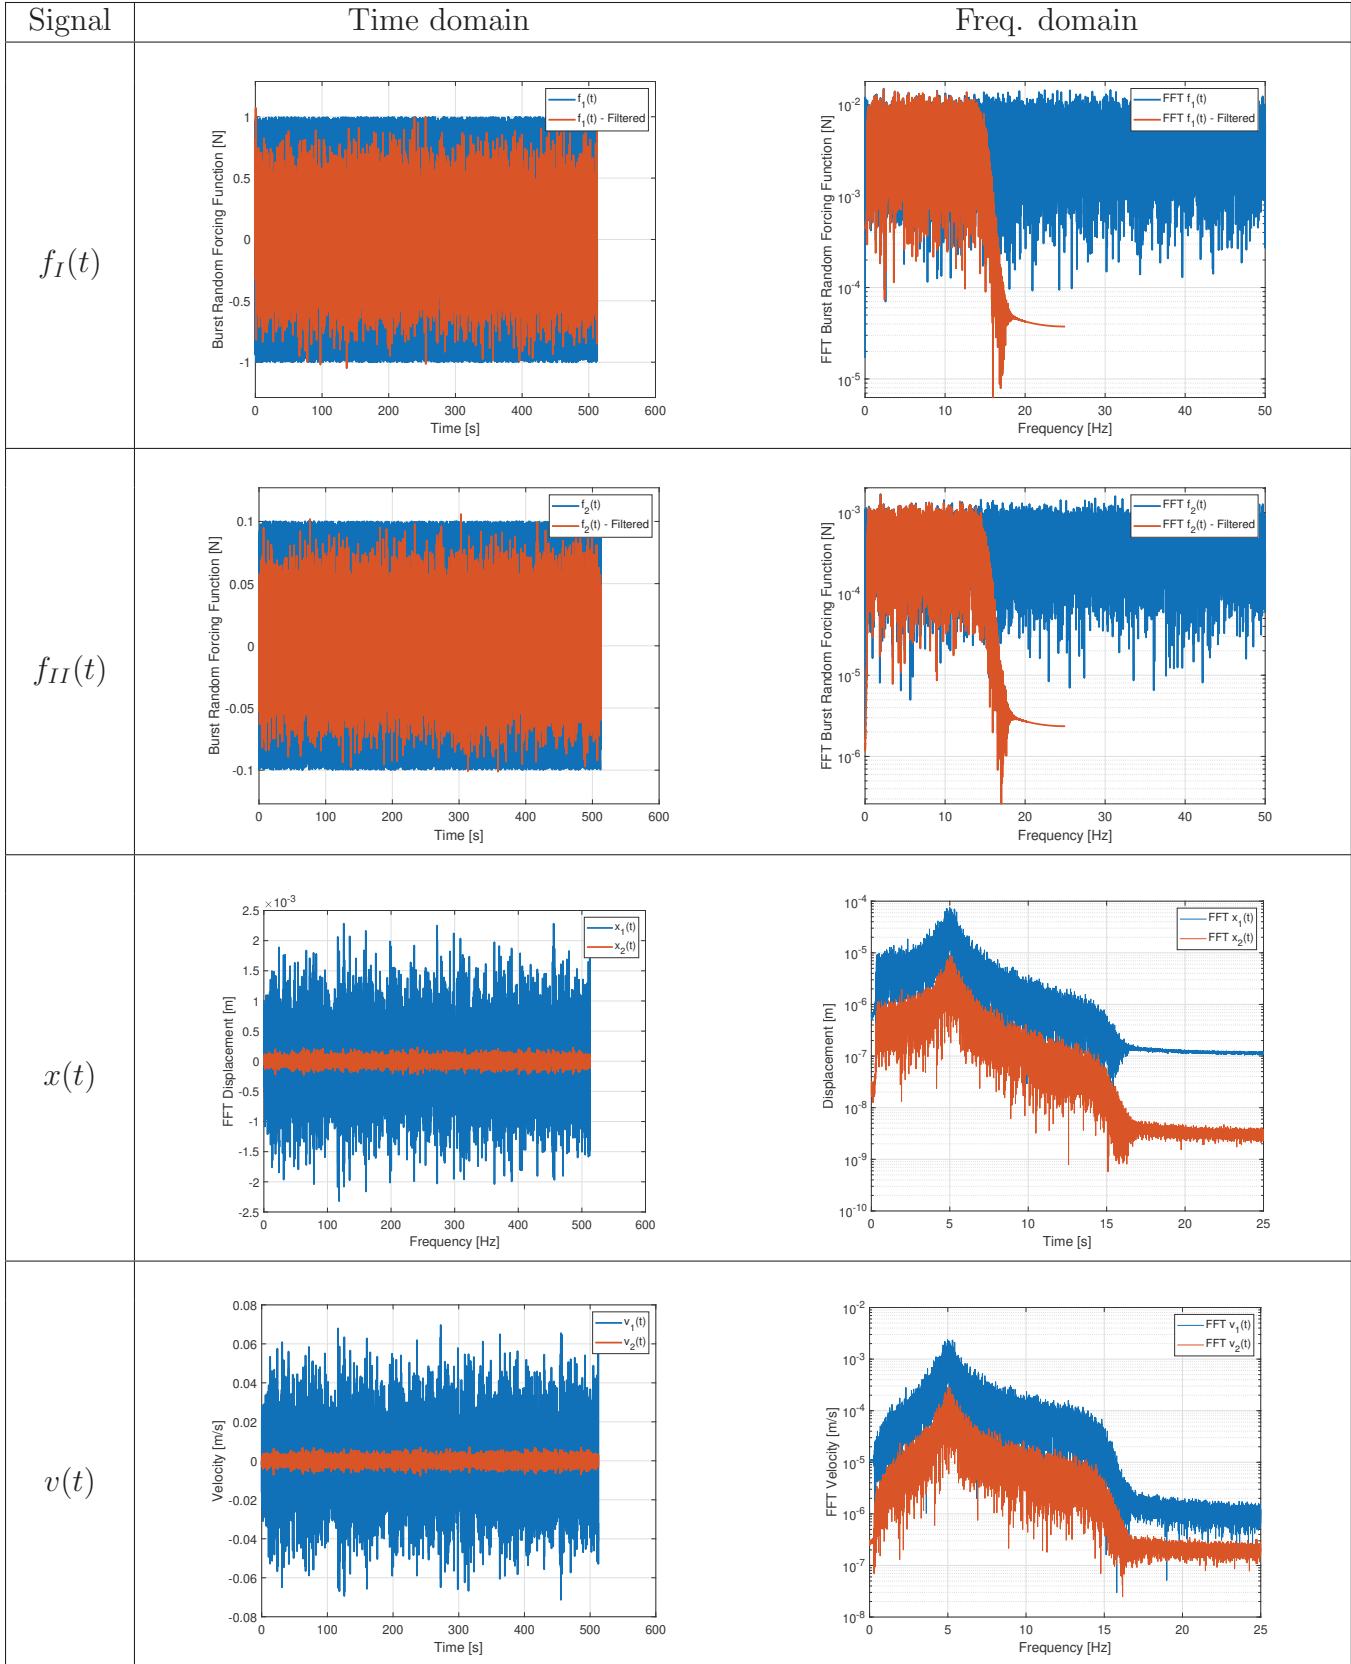 Signal Time domain Freq. domain
f_I(t)
Burst Random Forcing Function [N]
1
0.5
0
-0.5
-1
0 100 200 300 400 500 600
Time [s]
f_1(t)
f_1(t) - Filtered
FFT Burst Random Forcing Function [N]
10^-2
10^-3
10^-4
10^-5
0 10 20 30 40 50
Frequency [Hz]
FFT f_1(t)
FFT f_1(t) - Filtered
f_II(t)
Burst Random Forcing Function [N]
0.1
0.05
0
-0.05
-0.1
0 100 200 300 400 500 600
Time [s]
f_2(t)
f_2(t) - Filtered
FFT Burst Random Forcing Function [N]
10^-3
10^-4
10^-5
10^-6
0 10 20 30 40 50
Frequency [Hz]
FFT f_2(t)
FFT f_2(t) - Filtered
x(t)
FFT Displacement [m]
×10^-3
2.5
2
1.5
1
0.5
0
-0.5
-1
-1.5
-2
-2.5
0 100 200 300 400 500 600
Frequency [Hz]
x_1(t)
x_2(t)
Displacement [m]
10^-4
10^-5
10^-6
10^-7
10^-8
10^-9
10^-10
0 5 10 15 20 25
Time [s]
FFT x_1(t)
FFT x_2(t)
v(t)
Velocity [m/s]
0.08
0.06
0.04
0.02
0
-0.02
-0.04
-0.06
-0.08
0 100 200 300 400 500 600
Time [s]
v_1(t)
v_2(t)
FFT Velocity [m/s]
10^-2
10^-3
10^-4
10^-5
10^-6
10^-7
10^-8
0 5 10 15 20 25
Frequency [Hz]
FFT v_1(t)
FFT v_2(t)